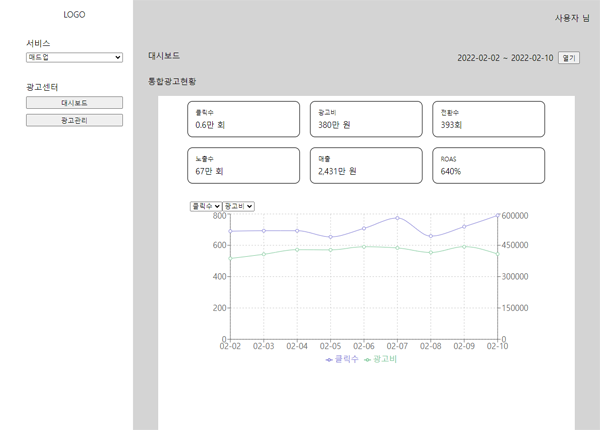 LOGO
사용자 님
서비스
매드업
광고센터
대시보드
광고관리
대시보드
2022-02-02 ~ 2022-02-10 열기
통합광고현황
클릭수
0.6만 회
광고비
380만 원
전환수
393회
노출수
67만 회
매출
2,431만 원
ROAS
640%
클릭수 광고비
800
600
400
200
0
600000
450000
300000
150000
0
02-02 02-03 02-04 02-05 02-06 02-07 02-08 02-09 02-10
클릭수 광고비